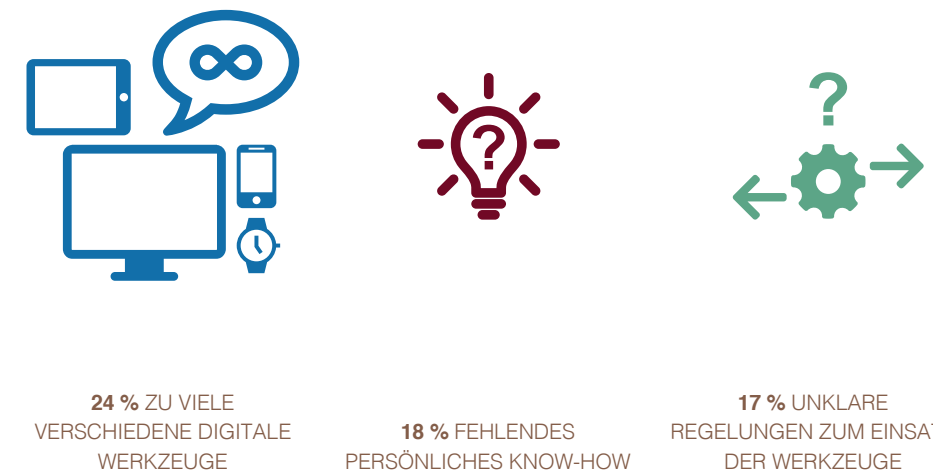 ?
?
24 % ZU VIELE
VERSCHIEDENE DIGITALE
WERKZEUGE
18 % FEHLENDES
PERSÖNLICHES KNOW-HOW
17 % UNKLARE
REGELUNGEN ZUM EINSAT
DER WERKZEUGE